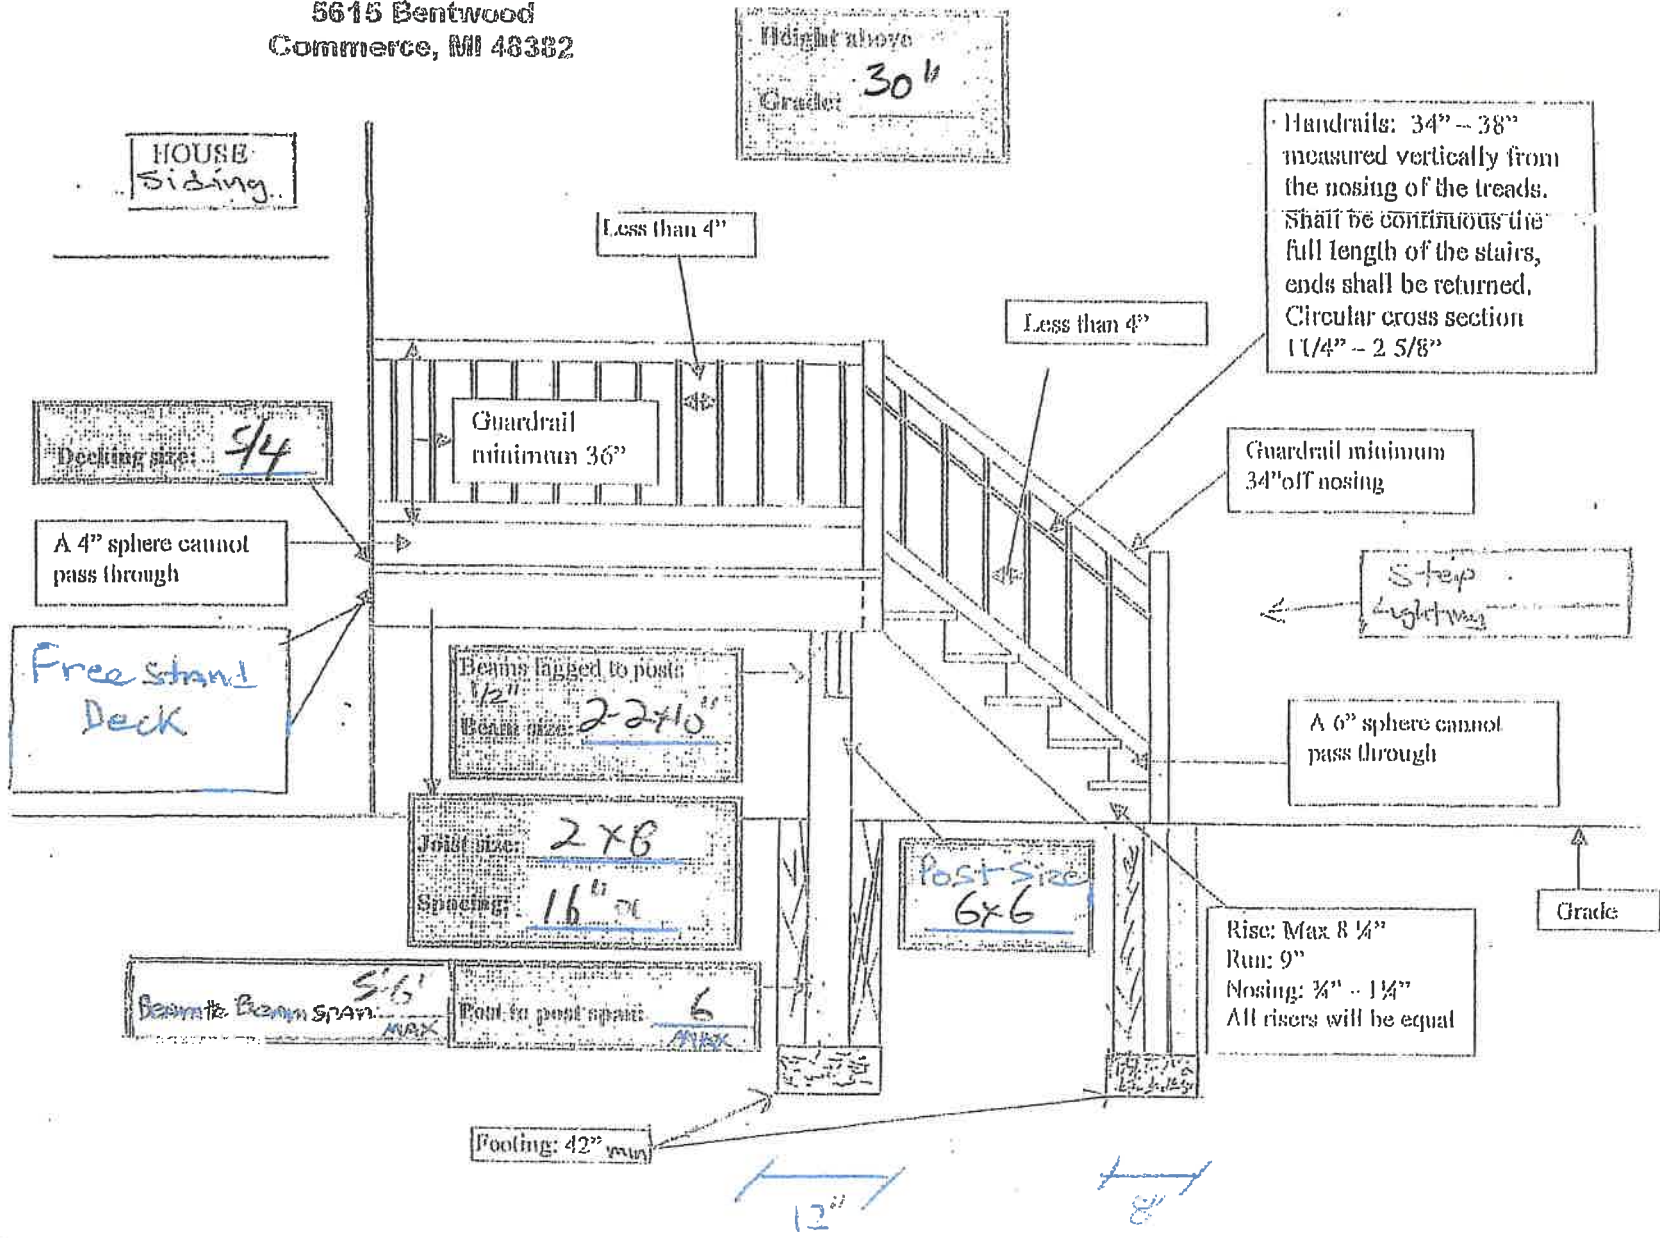 5615 Bentwood
Commerce, MI 48382
Height above
Grade: 30"
HOUSE
Siding
Less than 4"
Handrails: 34" – 38"
measured vertically from
the nosing of the treads.
Shall be continuous the
full length of the stairs,
ends shall be returned.
Circular cross section
1 1/4" – 2 5/8"
Less than 4"
Guardrail
minimum 36"
Decking size: 5/4
Guardrail minimum
34"off nosing
A 4" sphere cannot
pass through
Step
Lighting
Free stand
Deck
Beams lagged to posts
1/2"
Beam size: 2-2x10"
A 6" sphere cannot
pass through
Joist size: 2x8
Spacing: 16" oc
Post Size
6x6
Grade
Rise: Max 8 ¼"
Run: 9"
Nosing: ¾" - 1¼"
All risers will be equal
Beam to Beam SPAN: 5'-6'
MAX
Post to post span: 6
MAX
Footing: 42" min
12"
8"